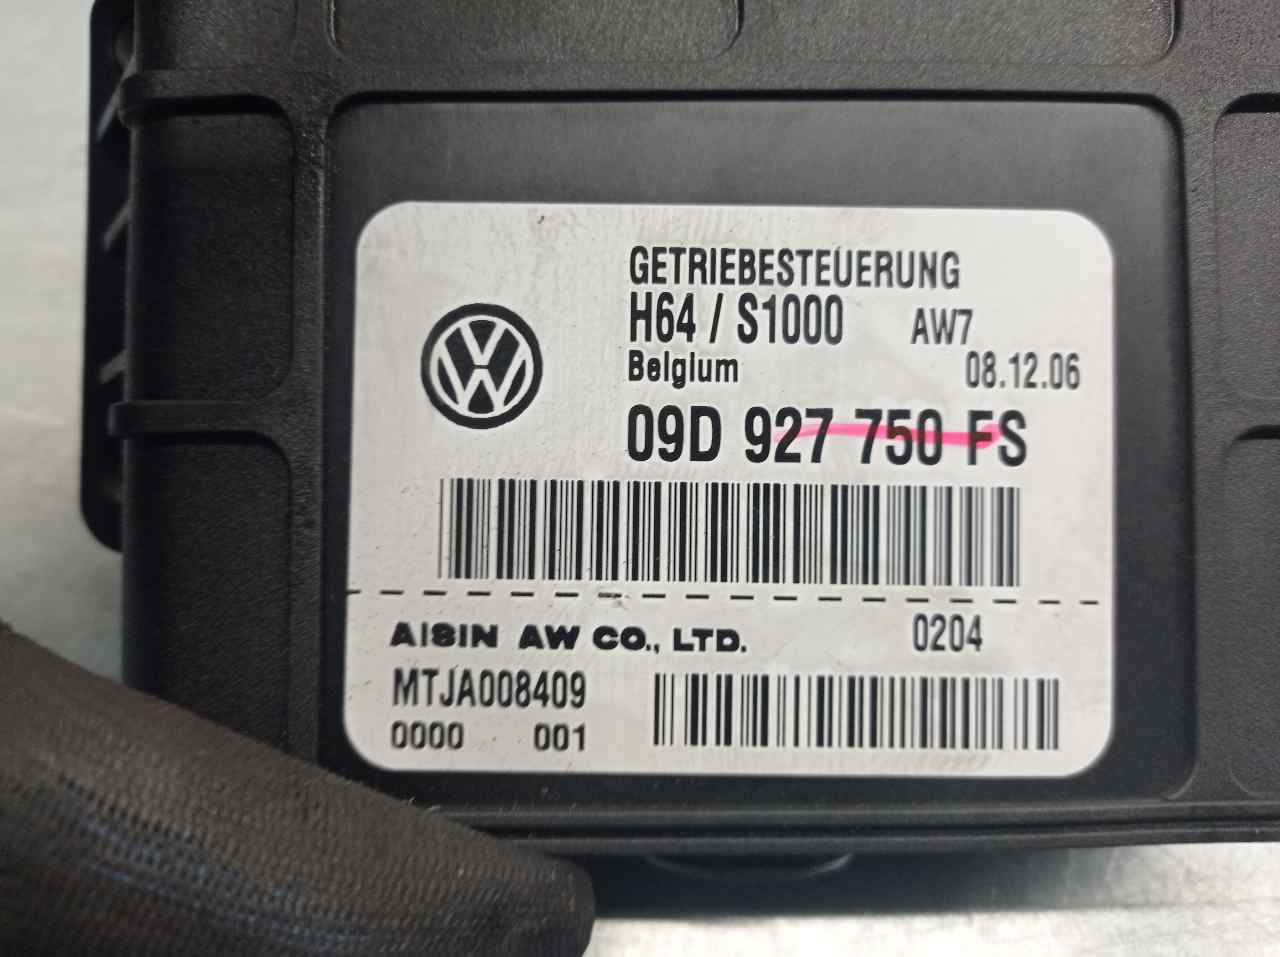 GETRIEBESTEUERUNG
H64 / S1000 AW7
Belgium 08.12.06
09D 927 750 FS
AISIN AW CO., LTD. 0204
MTJA008409
0000 001